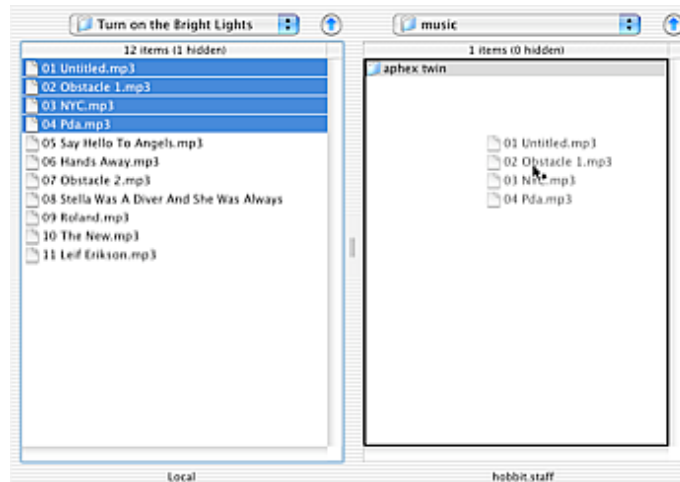 Turn on the Bright Lights
12 items (1 hidden)
01 Untitled.mp3
02 Obstacle 1.mp3
03 NYC.mp3
04 Pda.mp3
05 Say Hello To Angels.mp3
06 Hands Away.mp3
07 Obstacle 2.mp3
08 Stella Was A Diver And She Was Always
09 Roland.mp3
10 The New.mp3
11 Leif Erikson.mp3
Local
music
1 items (0 hidden)
aphex twin
01 Untitled.mp3
02 Obstacle 1.mp3
03 NYC.mp3
04 Pda.mp3
hobbit.staff